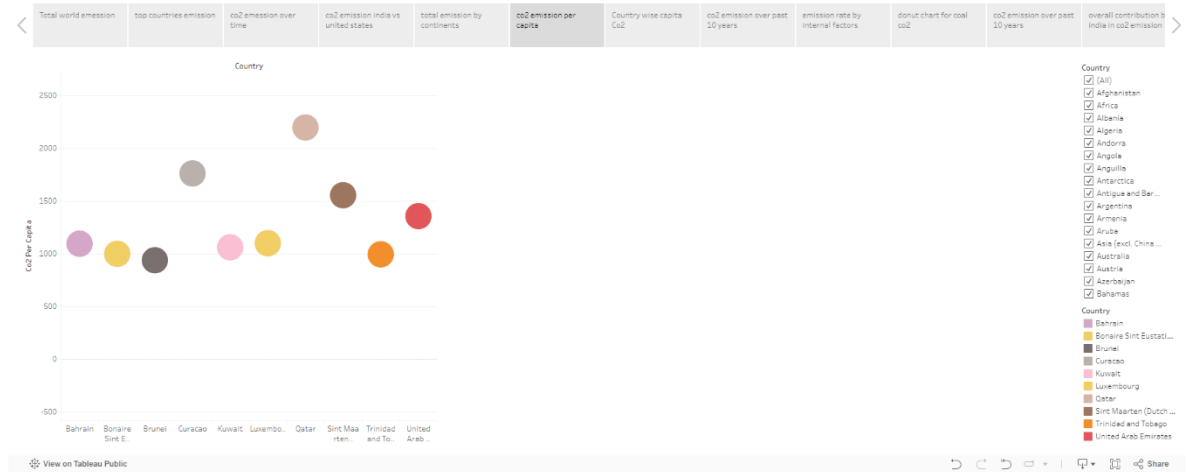 Total world emession
top countries emission
co2 emession over
time
co2 emission india vs
united states
total emission by
continents
co2 emission per
capita
Country wise capita
Co2
co2 emission over past
10 years
emission rate by
internal factors
donut chart for coal
co2
co2 emission over past
10 years
overall contribution b
india in co2 emission
Country
2500
2000
1500
1000
500
0
-500
Co2 Per Capita
Bahrain
Bonaire
Sint E..
Brunei
Curacao
Kuwait
Luxembo..
Qatar
Sint Maa
rten..
Trinidad
and To..
United
Arab ..
Country
(All)
Afghanistan
Africa
Albania
Algeria
Andorra
Angola
Anguilla
Antarctica
Antigua and Bar...
Argentina
Armenia
Aruba
Asia (excl. China ...
Australia
Austria
Azerbaijan
Bahamas
Country
Bahrain
Bonaire Sint Eustati...
Brunei
Curacao
Kuwait
Luxembourg
Qatar
Sint Maarten (Dutch ...
Trinidad and Tobago
United Arab Emirates
View on Tableau Public
Share